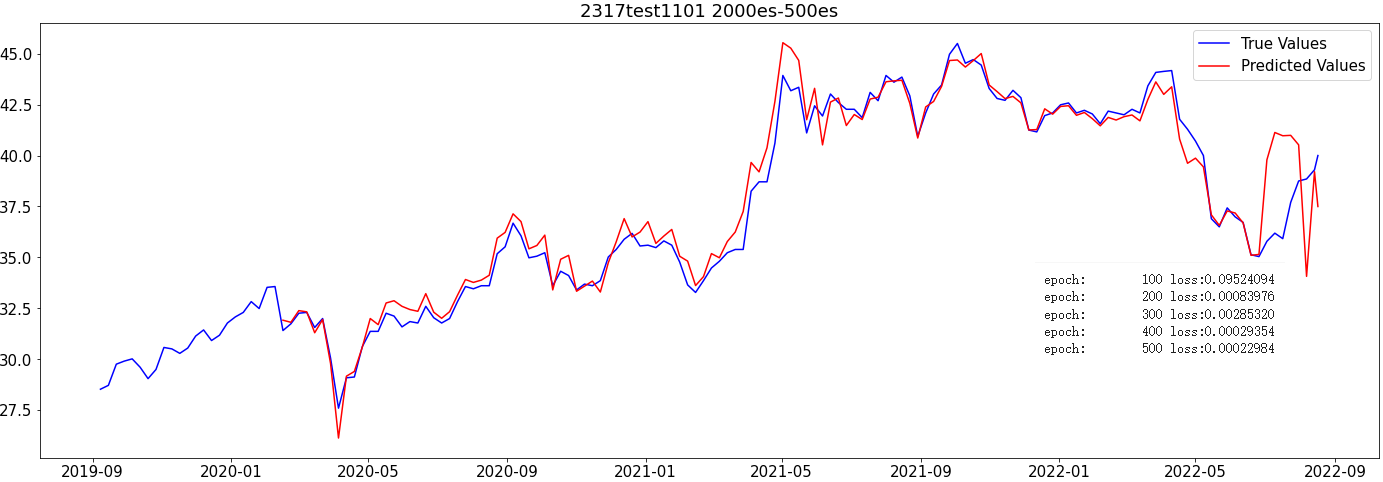 2317test1101 2000es-500es
True Values
Predicted Values
45.0
42.5
40.0
37.5
35.0
32.5
30.0
27.5
epoch: 100 loss:0.09524094
epoch: 200 loss:0.00083976
epoch: 300 loss:0.00285320
epoch: 400 loss:0.00029354
epoch: 500 loss:0.00022984
2019-09 2020-01 2020-05 2020-09 2021-01 2021-05 2021-09 2022-01 2022-05 2022-09